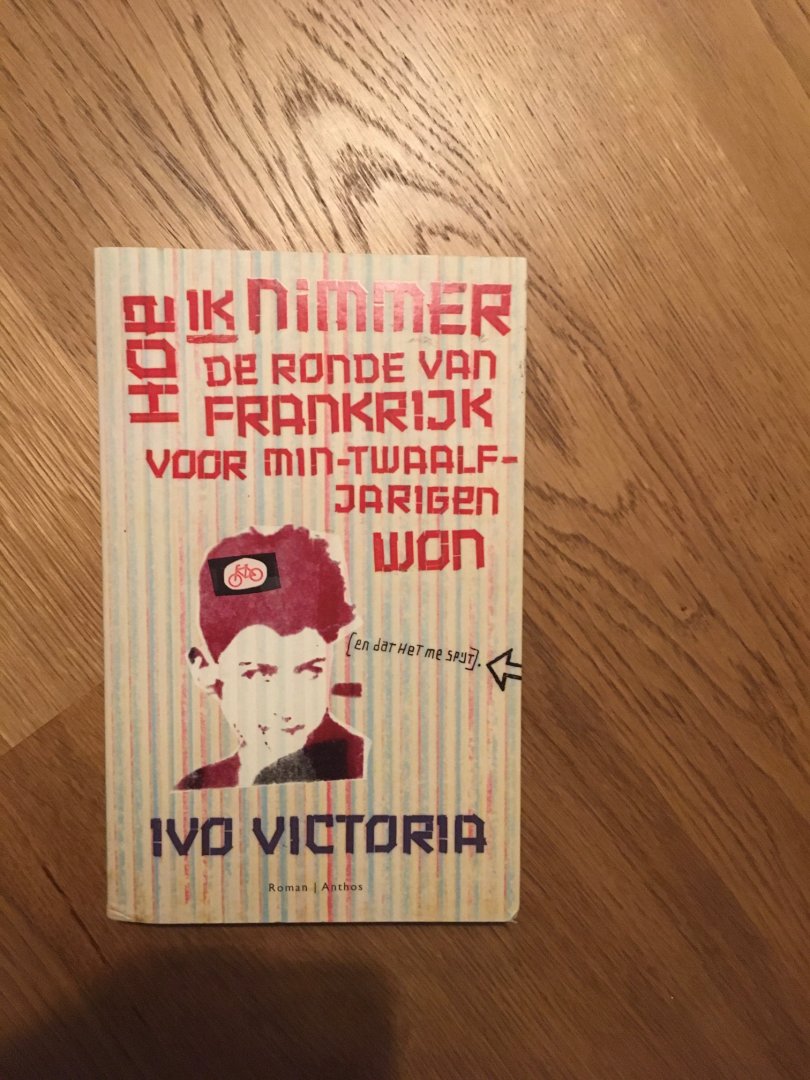 HOE IK NIMMER
DE RONDE VAN
FRANKRIJK
VOOR MIN-TWAALF-
JARIGEN
WON
[en dat het me spijt].
IVO VICTORIA
Roman | Anthos